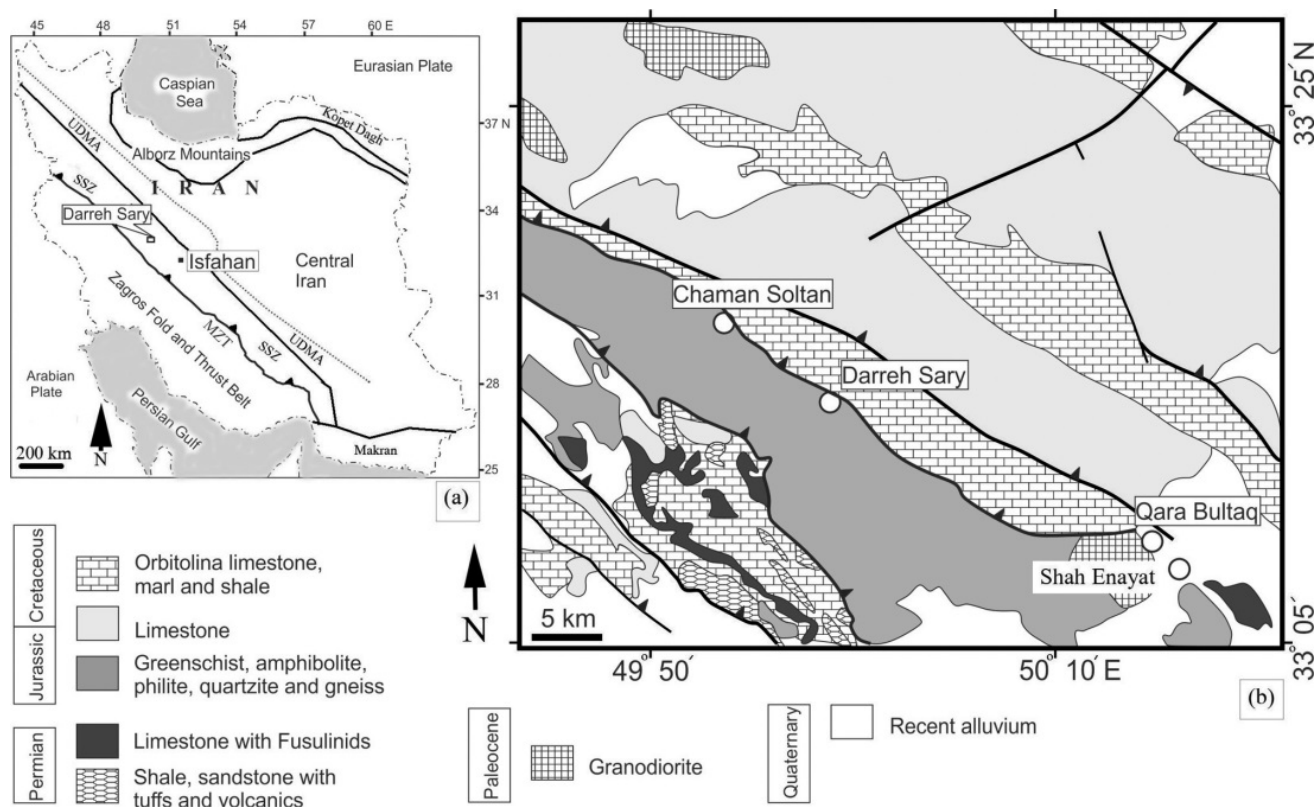 45
48
51
54
57
60 E
Caspian
Sea
Eurasian Plate
37 N
Kopet Dagh
UDMA
Alborz Mountains
I R A N
SSZ
Darreh Sary
34
Isfahan
Central
Iran
31
Zagros Fold and Thrust Belt
MZT
SSZ
UDMA
28
Arabian
Plate
Persian Gulf
Makran
200 km
N
25
(a)
33° 25′ N
Chaman Soltan
Darreh Sary
Qara Bultaq
Shah Enayat
N
5 km
33° 05′
49° 50′
50° 10′ E
(b)
Cretaceous
Orbitolina limestone,
marl and shale
Limestone
Jurassic
Greenschist, amphibolite,
philite, quartzite and gneiss
Permian
Limestone with Fusulinids
Shale, sandstone with
tuffs and volcanics
Paleocene
Granodiorite
Quaternary
Recent alluvium